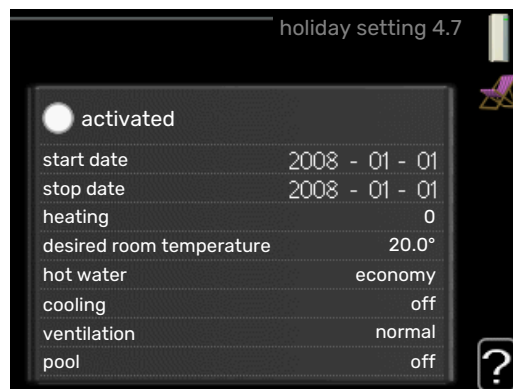 holiday setting 4.7
activated
start date 2008 - 01 - 01
stop date 2008 - 01 - 01
heating 0
desired room temperature 20.0°
hot water economy
cooling off
ventilation normal
pool off
?